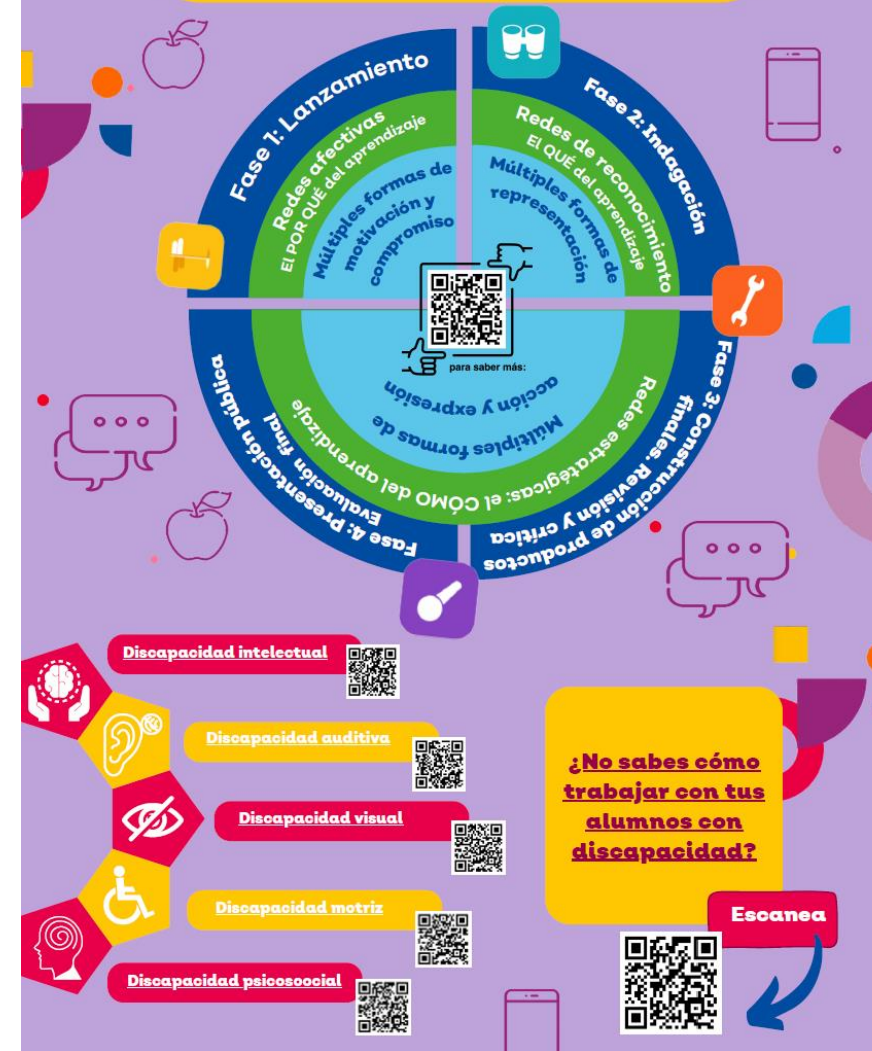 Fase 1: Lanzamiento
Redes afectivas
El POR QUÉ del aprendizaje
Múltiples formas de
motivación y
compromiso
Fase 2: Indagación
Redes de reconocimiento
El QUÉ del aprendizaje
Múltiples formas de
representación
para saber más:
Fase 3: Construcción de productos
finales. Revisión y crítica
Redes estratégicas: el CÓMO del aprendizaje
Múltiples formas de
acción y expresión
Fase 4: Presentación pública
Evaluación final
Discapacidad intelectual
Discapacidad auditiva
Discapacidad visual
Discapacidad motriz
Discapacidad psicosoocial
¿No sabes cómo
trabajar con tus
alumnos con
discapacidad?
Escanea